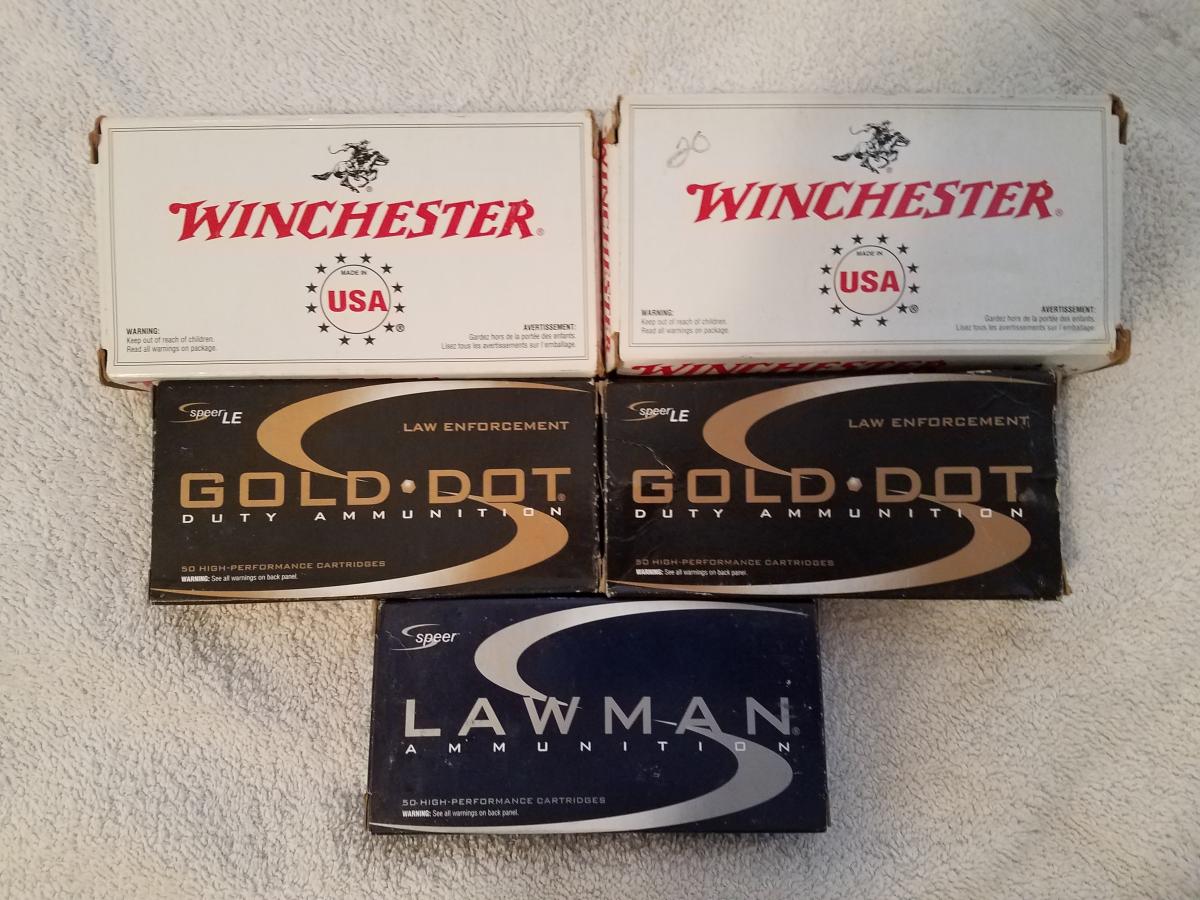 WINCHESTER®
MADE IN
USA
®
WARNING:
Keep out of reach of children.
Read all warnings on package.
AVERTISSEMENT:
Gardez hors de la portée des enfants.
Lisez tous les avertissements sur l'emballage.
20
WINCHESTER®
MADE IN
USA
®
WARNING:
Keep out of reach of children.
Read all warnings on package.
AVERTISSEMENT:
Gardez hors de la portée des enfants.
Lisez tous les avertissements sur l'emballage.
WINCHESTER
WINCHESTER
speer LE
LAW ENFORCEMENT
GOLD DOT®
DUTY AMMUNITION
50 HIGH-PERFORMANCE CARTRIDGES
WARNING: See all warnings on back panel.
speer LE
LAW ENFORCEMENT
GOLD DOT
DUTY AMMUNITION
50 HIGH-PERFORMANCE CARTRIDGES
WARNING: See all warnings on back panel.
speer
LAWMAN®
AMMUNITION
50 HIGH-PERFORMANCE CARTRIDGES
WARNING: See all warnings on back panel.